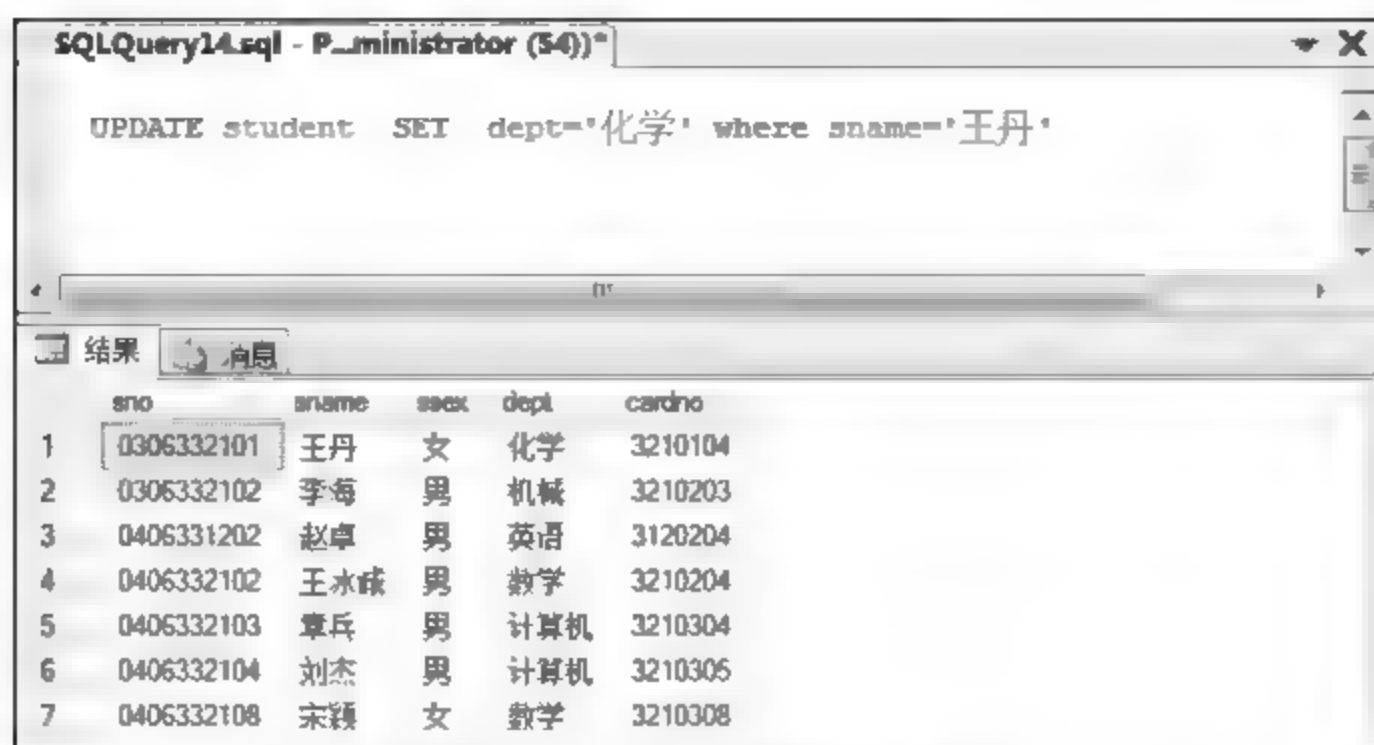 SQLQuery14.sql - P...ministrator (54))*
UPDATE student SET dept='化学' where sname='王丹'
结果 消息
sno sname ssex dept cardno
1 0306332101 王丹 女 化学 3210104
2 0306332102 李海 男 机械 3210203
3 0406331202 赵卓 男 英语 3120204
4 0406332102 王冰 男 数学 3210204
5 0406332103 章兵 男 计算机 3210304
6 0406332104 刘杰 男 计算机 3210305
7 0406332108 宋颖 女 数学 3210308